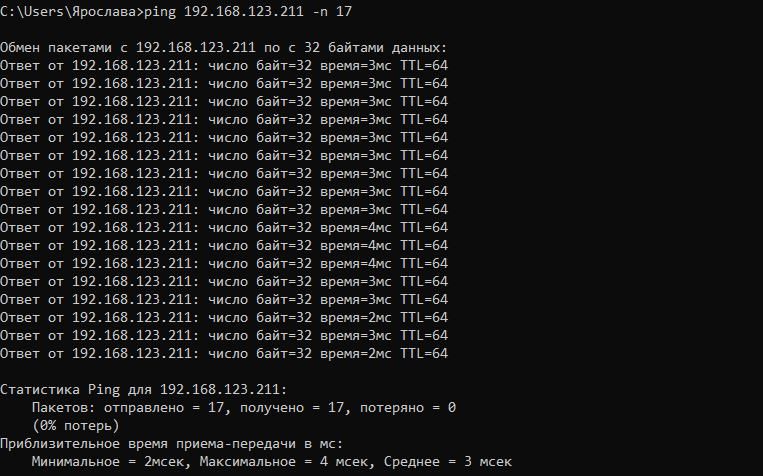 C:\Users\Ярослава>ping 192.168.123.211 -n 17
Обмен пакетами с 192.168.123.211 по с 32 байтами данных:
Ответ от 192.168.123.211: число байт=32 время=3мс TTL=64
Ответ от 192.168.123.211: число байт=32 время=3мс TTL=64
Ответ от 192.168.123.211: число байт=32 время=3мс TTL=64
Ответ от 192.168.123.211: число байт=32 время=3мс TTL=64
Ответ от 192.168.123.211: число байт=32 время=3мс TTL=64
Ответ от 192.168.123.211: число байт=32 время=3мс TTL=64
Ответ от 192.168.123.211: число байт=32 время=3мс TTL=64
Ответ от 192.168.123.211: число байт=32 время=3мс TTL=64
Ответ от 192.168.123.211: число байт=32 время=3мс TTL=64
Ответ от 192.168.123.211: число байт=32 время=4мс TTL=64
Ответ от 192.168.123.211: число байт=32 время=4мс TTL=64
Ответ от 192.168.123.211: число байт=32 время=4мс TTL=64
Ответ от 192.168.123.211: число байт=32 время=3мс TTL=64
Ответ от 192.168.123.211: число байт=32 время=3мс TTL=64
Ответ от 192.168.123.211: число байт=32 время=2мс TTL=64
Ответ от 192.168.123.211: число байт=32 время=3мс TTL=64
Ответ от 192.168.123.211: число байт=32 время=2мс TTL=64
Статистика Ping для 192.168.123.211:
Пакетов: отправлено = 17, получено = 17, потеряно = 0
(0% потерь)
Приблизительное время приема-передачи в мс:
Минимальное = 2мсек, Максимальное = 4 мсек, Среднее = 3 мсек